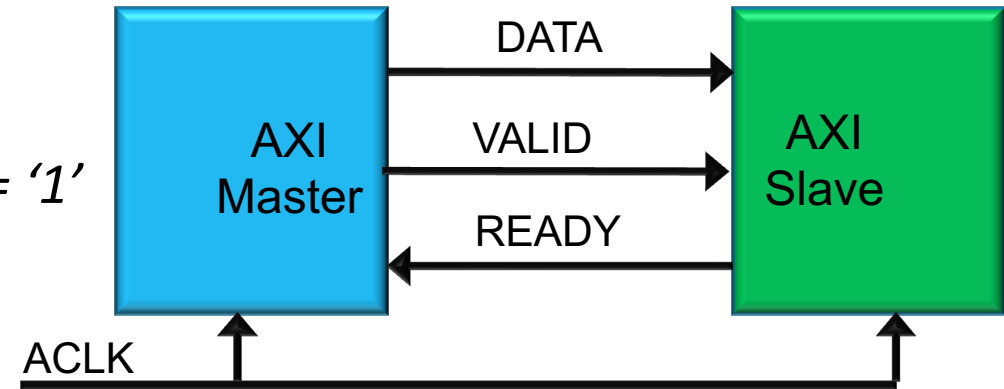 DATA
VALID
READY
= ‘1’
AXI
Master
AXI
Slave
ACLK